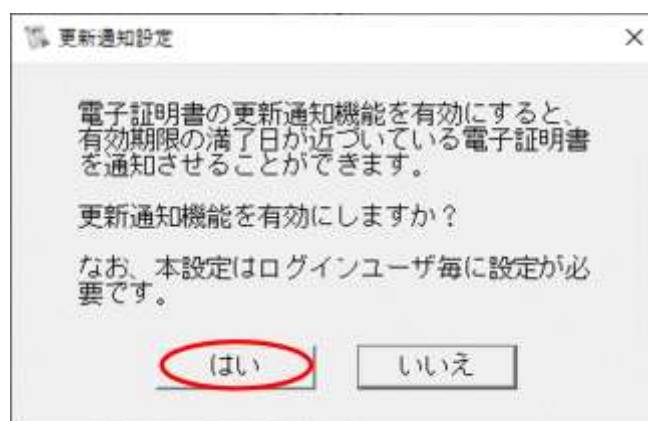 更新通知設定
電子証明書の更新通知機能を有効にすると、
有効期限の満了日が近づいている電子証明書
を通知させることができます。
更新通知機能を有効にしますか？
なお、本設定はログインユーザ毎に設定が必
要です。
はい
いいえ